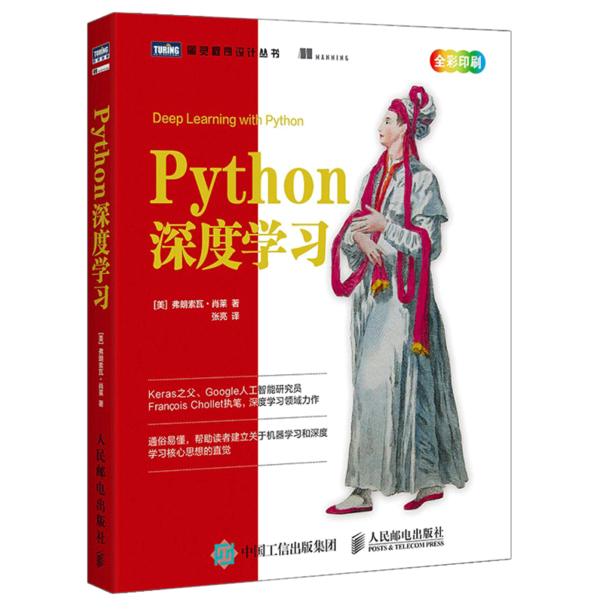 TURING
图灵程序设计丛书
MANNING
全彩印刷
Deep Learning with Python
Python
深度学习
[美] 弗朗索瓦·肖莱 著
张亮 译
Keras之父、Google人工智能研究员
François Chollet执笔，深度学习领域力作
通俗易懂，帮助读者建立关于机器学习和深度
学习核心思想的直觉
中国工信出版集团
人民邮电出版社
POSTS & TELECOM PRESS
TURING
Python深度学习
[美] 弗朗索瓦·肖莱 著
人民邮电出版社